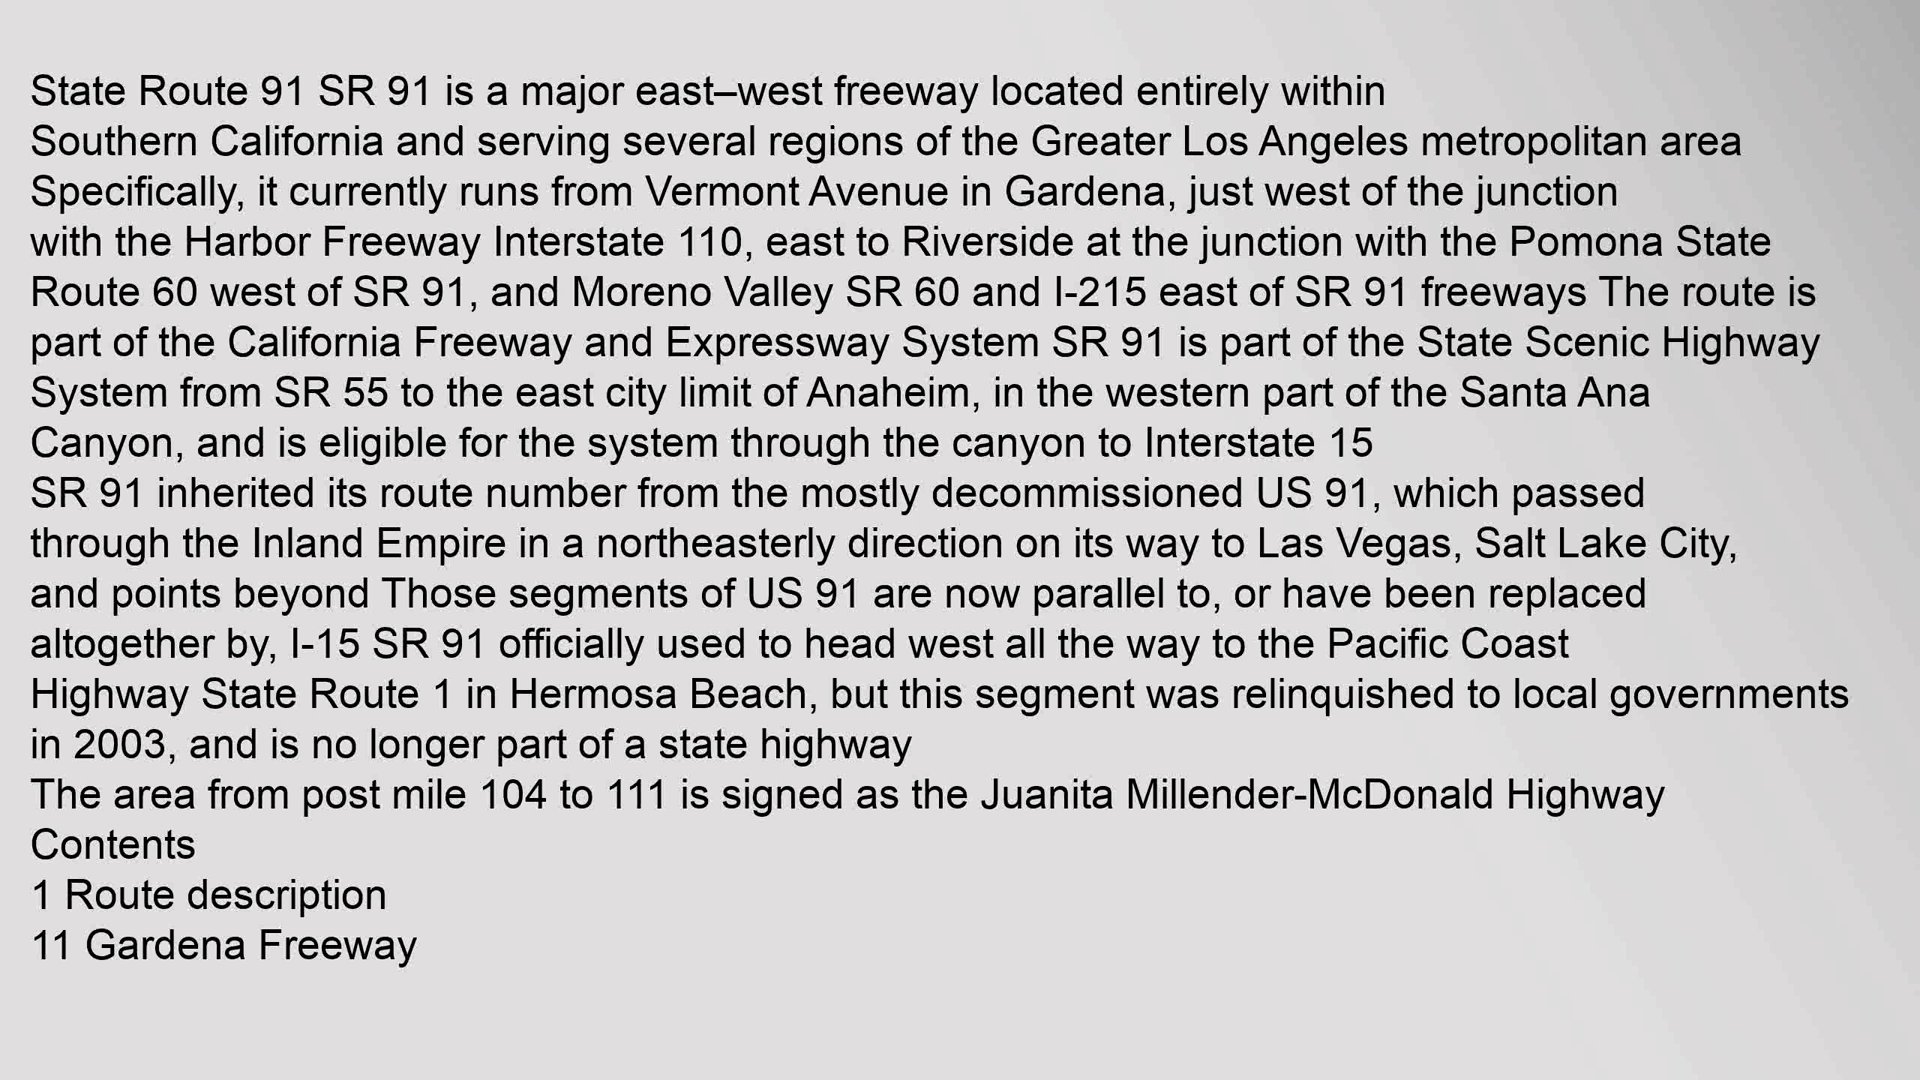 State Route 91 SR 91 is a major east–west freeway located entirely within
Southern California and serving several regions of the Greater Los Angeles metropolitan area
Specifically, it currently runs from Vermont Avenue in Gardena, just west of the junction
with the Harbor Freeway Interstate 110, east to Riverside at the junction with the Pomona State
Route 60 west of SR 91, and Moreno Valley SR 60 and I-215 east of SR 91 freeways The route is
part of the California Freeway and Expressway System SR 91 is part of the State Scenic Highway
System from SR 55 to the east city limit of Anaheim, in the western part of the Santa Ana
Canyon, and is eligible for the system through the canyon to Interstate 15
SR 91 inherited its route number from the mostly decommissioned US 91, which passed
through the Inland Empire in a northeasterly direction on its way to Las Vegas, Salt Lake City,
and points beyond Those segments of US 91 are now parallel to, or have been replaced
altogether by, I-15 SR 91 officially used to head west all the way to the Pacific Coast
Highway State Route 1 in Hermosa Beach, but this segment was relinquished to local governments
in 2003, and is no longer part of a state highway
The area from post mile 104 to 111 is signed as the Juanita Millender-McDonald Highway
Contents
1 Route description
11 Gardena Freeway